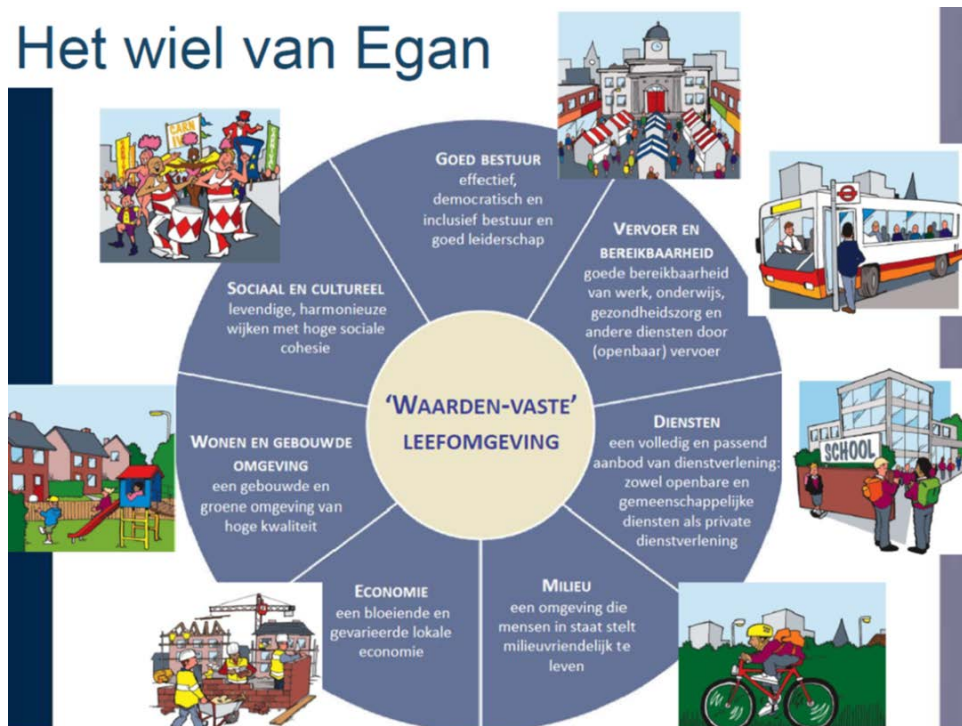 Het wiel van Egan
GOED BESTUUR
effectief,
democratisch en
inclusief bestuur en
goed leiderschap
VERVOER EN
BEREIKBAARHEID
goede bereikbaarheid
van werk, onderwijs,
gezondheidszorg en
andere diensten door
(openbaar) vervoer
DIENSTEN
een volledig en passend
aanbod van dienstverlening:
zowel openbare en
gemeenschappelijke
diensten als private
dienstverlening
MILIEU
een omgeving die
mensen in staat stelt
milieuvriendelijk te
leven
ECONOMIE
een bloeiende en
gevarieerde lokale
economie
WONEN EN GEBOUWDE
OMGEVING
een gebouwde en
groene omgeving van
hoge kwaliteit
SOCIAAL EN CULTUREEL
levendige, harmonieuze
wijken met hoge sociale
cohesie
‘WAARDEN-VASTE’
LEEFOMGEVING
CARN
SCHOOL